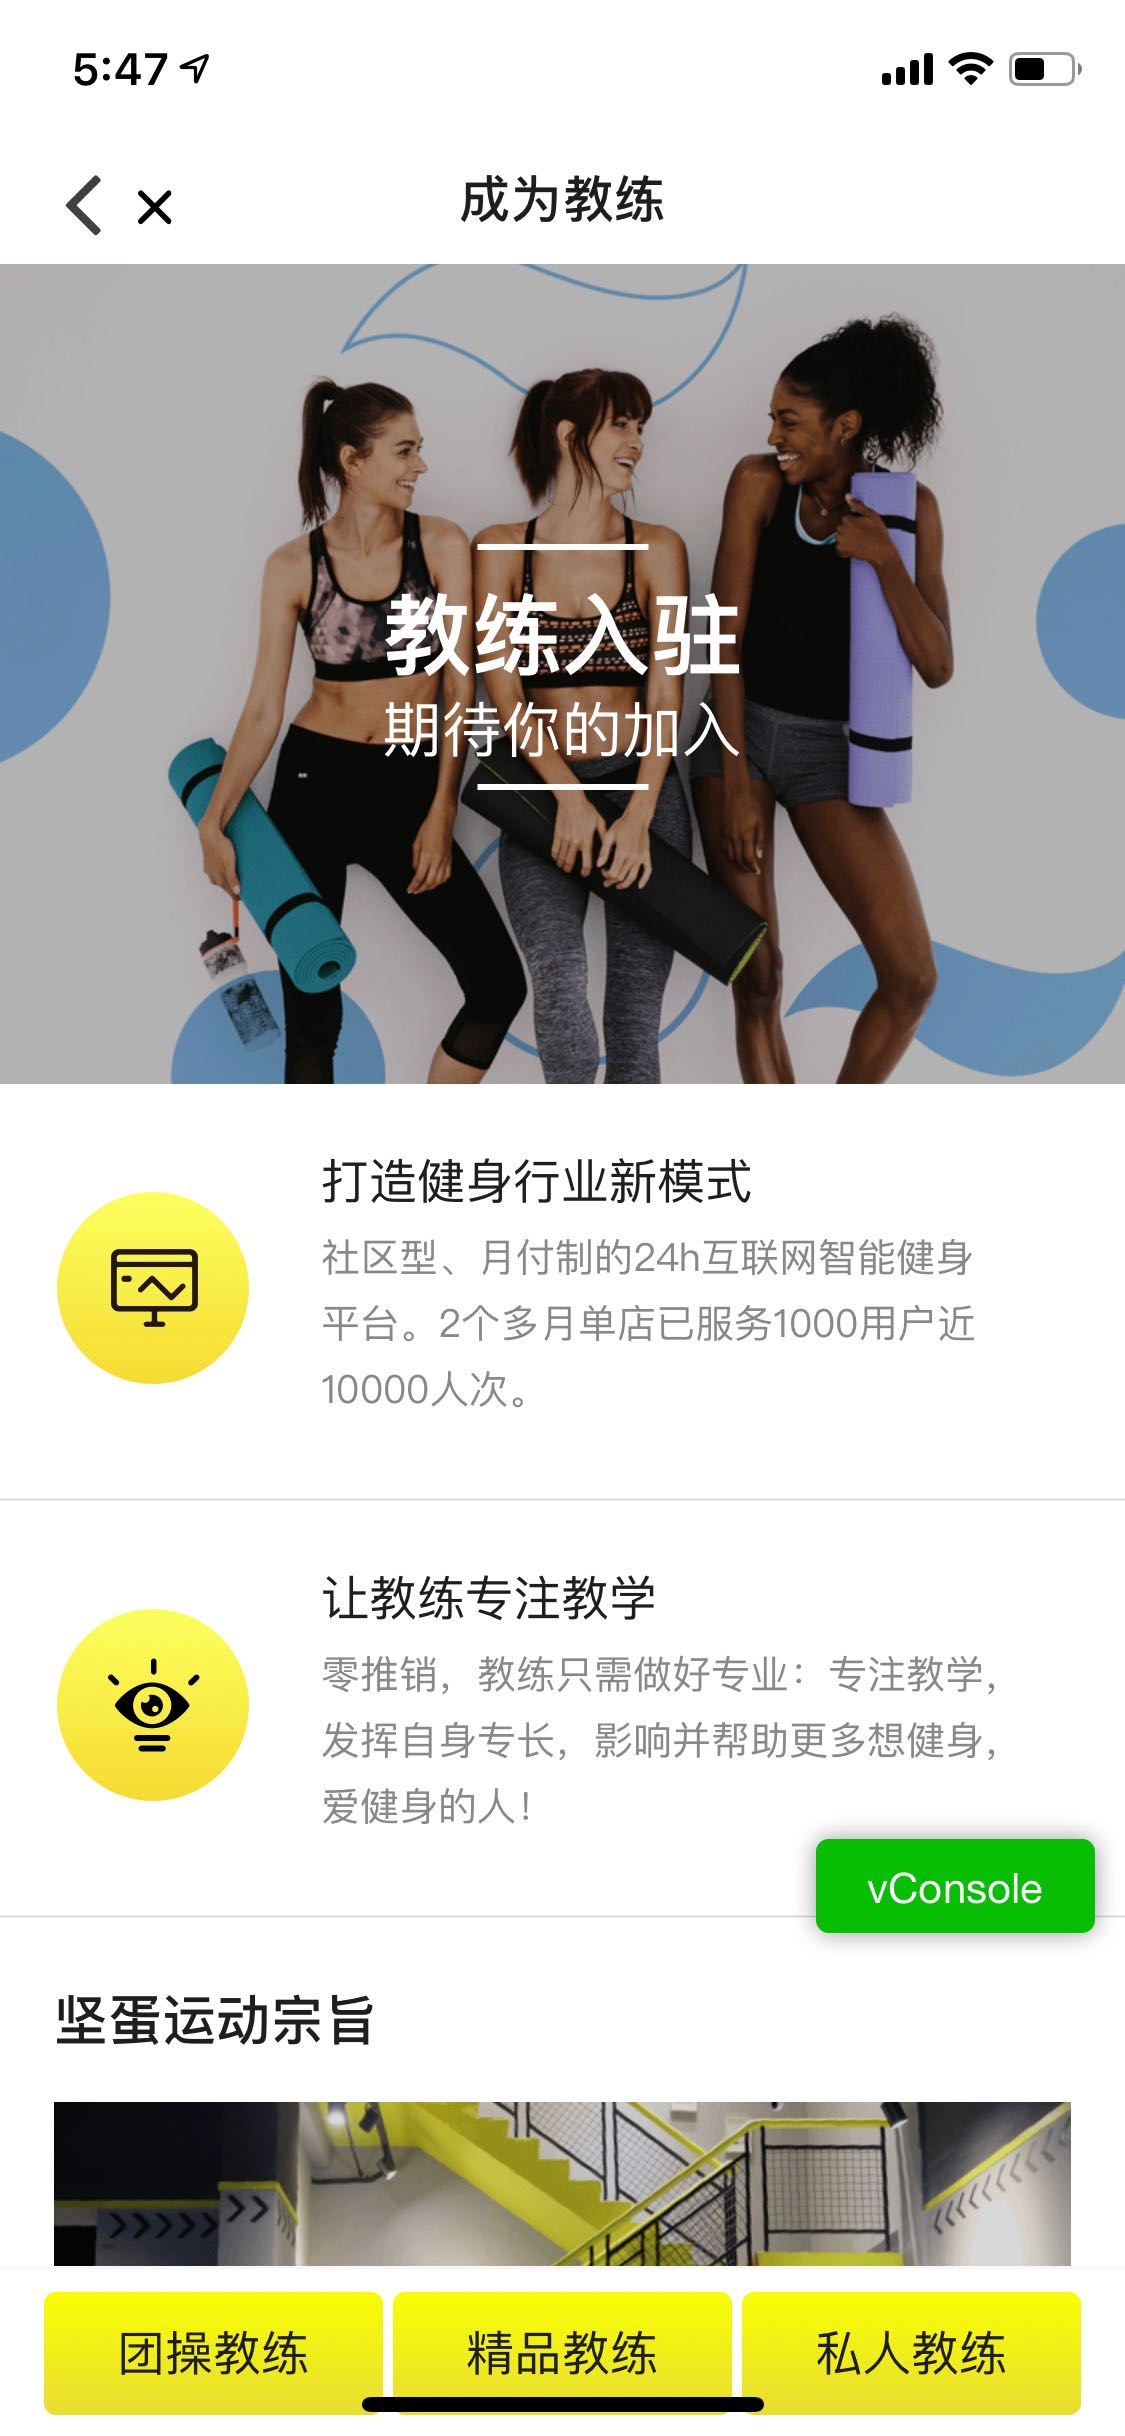 5:47
成为教练
教练入驻
期待你的加入
打造健身行业新模式
社区型、月付制的24h互联网智能健身
平台。2个多月单店已服务1000用户近
10000人次。
让教练专注教学
零推销，教练只需做好专业：专注教学，
发挥自身专长，影响并帮助更多想健身，
爱健身的人！
vConsole
坚蛋运动宗旨
团操教练
精品教练
私人教练